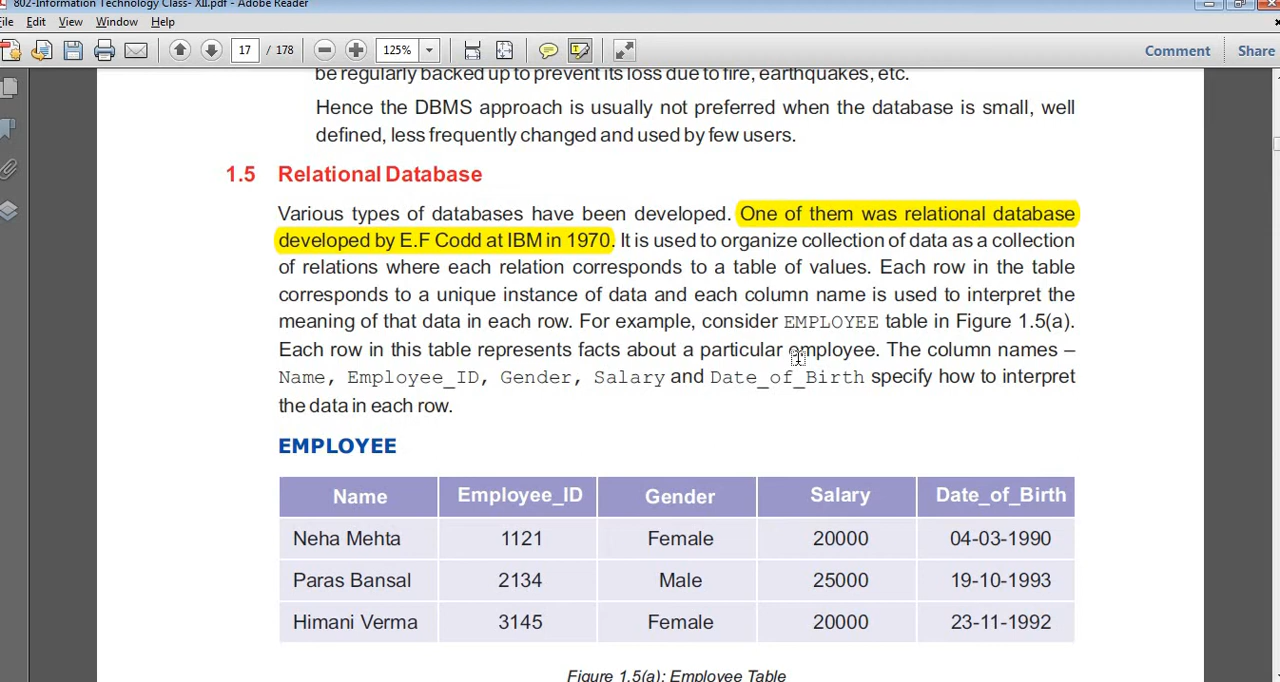 802-Information Technology Class- XII.pdf - Adobe Reader
File Edit View Window Help
17 / 178 125% Comment Share
be regularly backed up to prevent its loss due to fire, earthquakes, etc.
Hence the DBMS approach is usually not preferred when the database is small, well
defined, less frequently changed and used by few users.
1.5 Relational Database
Various types of databases have been developed. One of them was relational database
developed by E.F Codd at IBM in 1970. It is used to organize collection of data as a collection
of relations where each relation corresponds to a table of values. Each row in the table
corresponds to a unique instance of data and each column name is used to interpret the
meaning of that data in each row. For example, consider EMPLOYEE table in Figure 1.5(a).
Each row in this table represents facts about a particular employee. The column names –
Name, Employee_ID, Gender, Salary and Date_of_Birth specify how to interpret
the data in each row.
EMPLOYEE
Name Employee_ID Gender Salary Date_of_Birth
Neha Mehta 1121 Female 20000 04-03-1990
Paras Bansal 2134 Male 25000 19-10-1993
Himani Verma 3145 Female 20000 23-11-1992
Figure 1.5(a): Employee Table